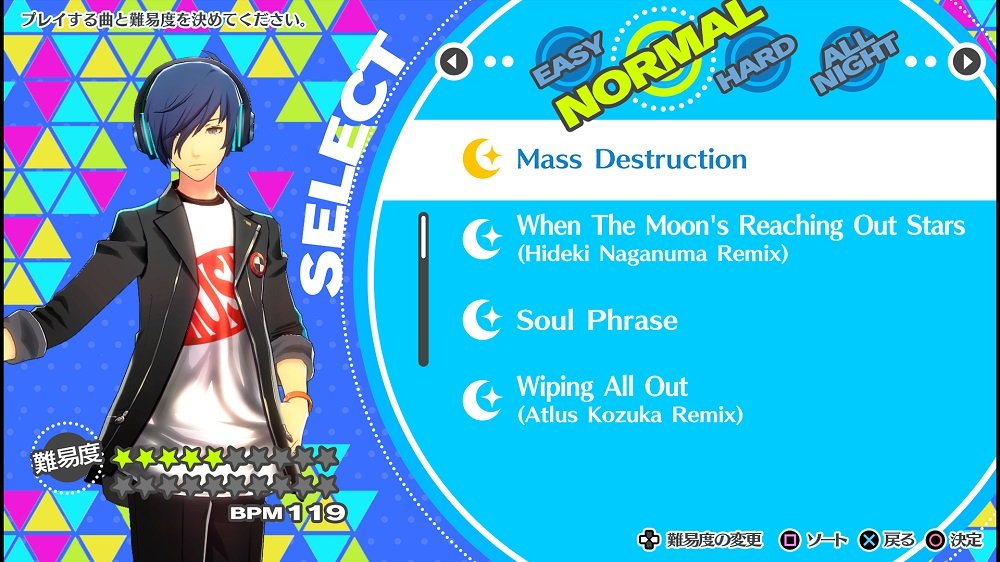 プレイする曲と難易度を決めてください。
SELECT
EASY
NORMAL
HARD
ALL
NIGHT
Mass Destruction
When The Moon's Reaching Out Stars
(Hideki Naganuma Remix)
Soul Phrase
Wiping All Out
(Atlus Kozuka Remix)
難易度
BPM 119
難易度の変更
ソート
戻る
決定